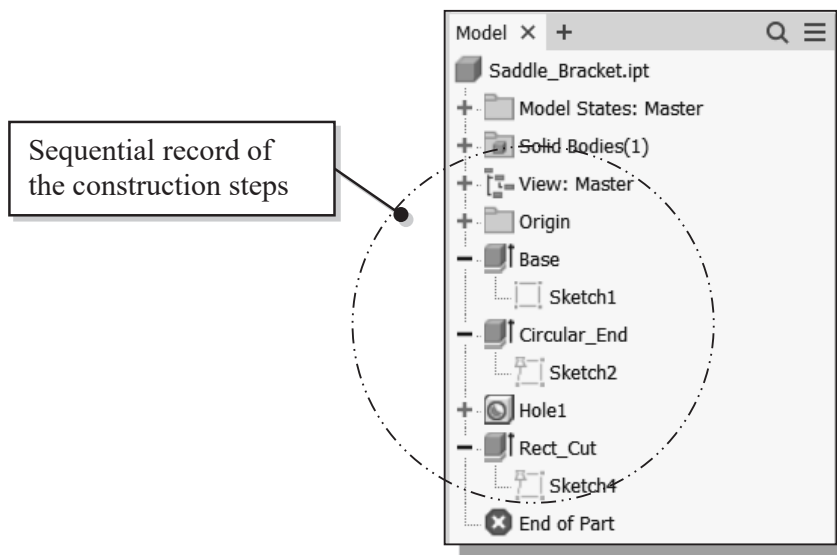 Sequential record of
the construction steps
Model
Saddle_Bracket.ipt
Model States: Master
Solid Bodies(1)
View: Master
Origin
Base
Sketch1
Circular_End
Sketch2
Hole1
Rect_Cut
Sketch4
End of Part